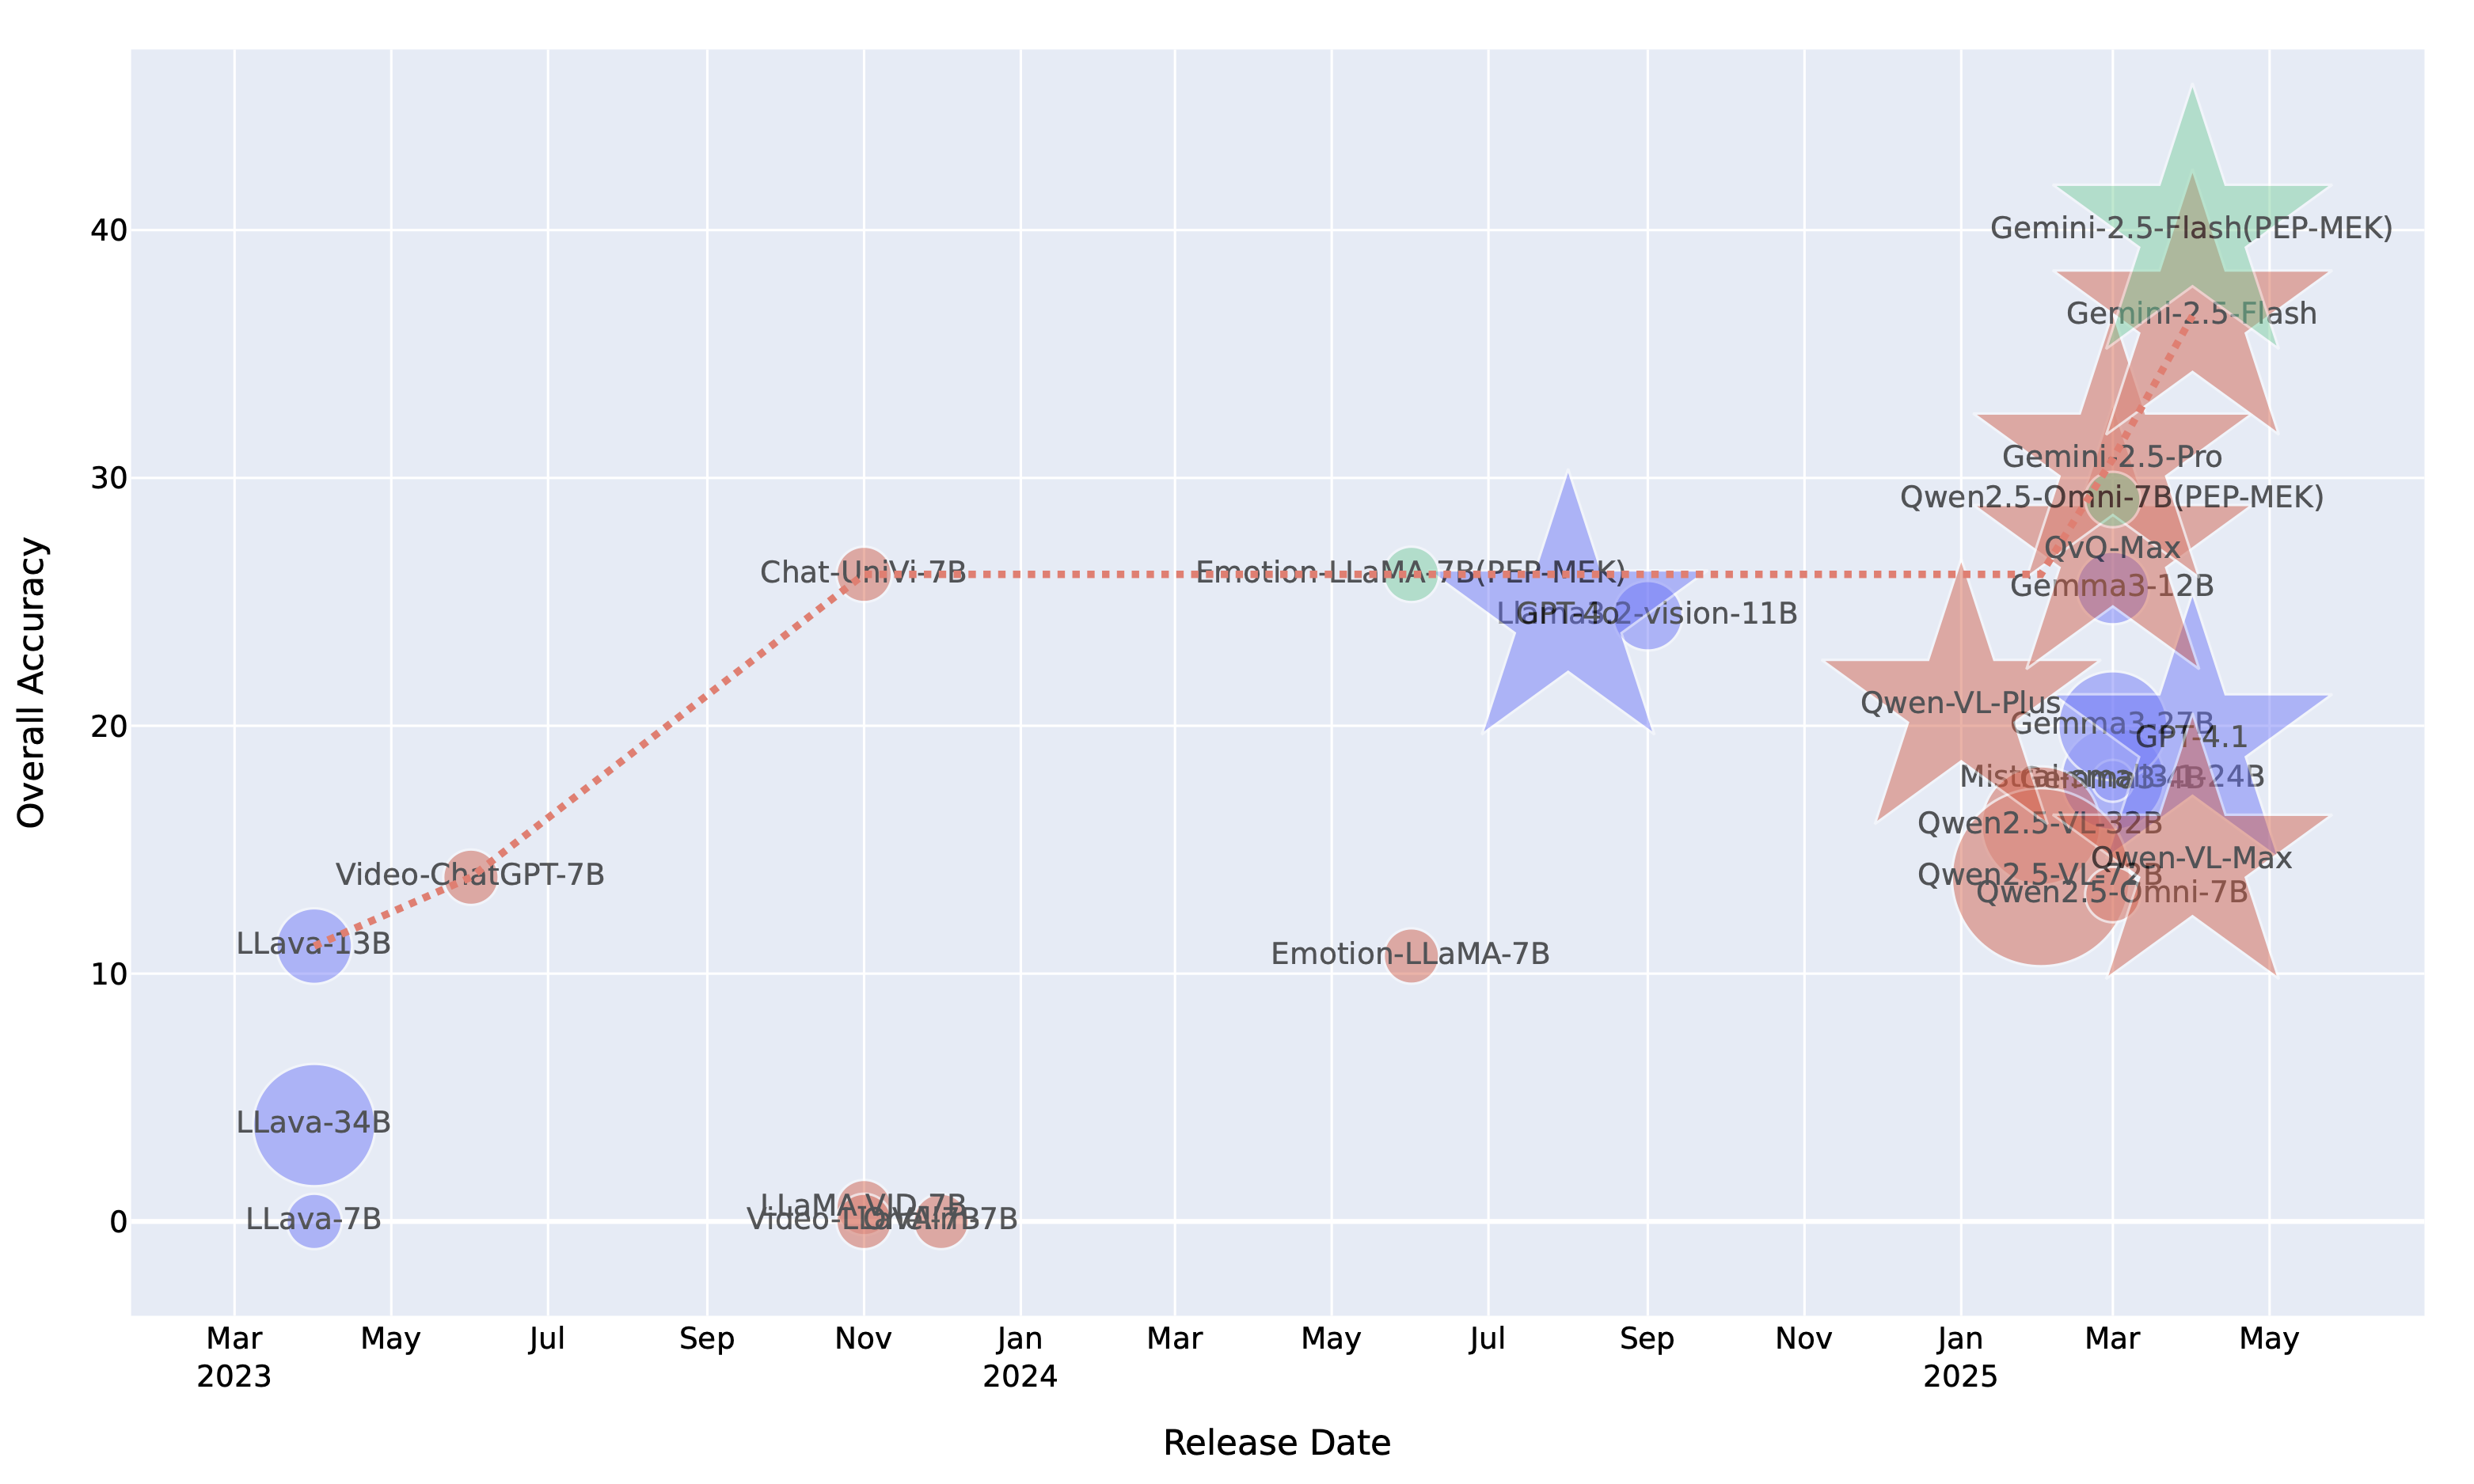 Overall Accuracy
40
30
20
10
0
Gemini-2.5-Flash(PEP-MEK)
Gemini-2.5-Flash
Gemini-2.5-Pro
Qwen2.5-Omni-7B(PEP-MEK)
QvQ-Max
Chat-UniVi-7B
Emotion-LLaMA-7B(PEP-MEK)
Gemma3-12B
GPT-4o
Qwen-VL-Plus
Gemma3-27B
GPT-4.1
Qwen2.5-VL-32B
Qwen-VL-Max
Video-ChatGPT-7B
Qwen2.5-VL-72B
Qwen2.5-Omni-7B
LLava-13B
Emotion-LLaMA-7B
LLava-34B
LLaMA-VID-7B
LLava-7B
Video-LLaVA-7B
Mar
2023
May
Jul
Sep
Nov
Jan
2024
Mar
May
Jul
Sep
Nov
Jan
2025
Mar
May
Release Date